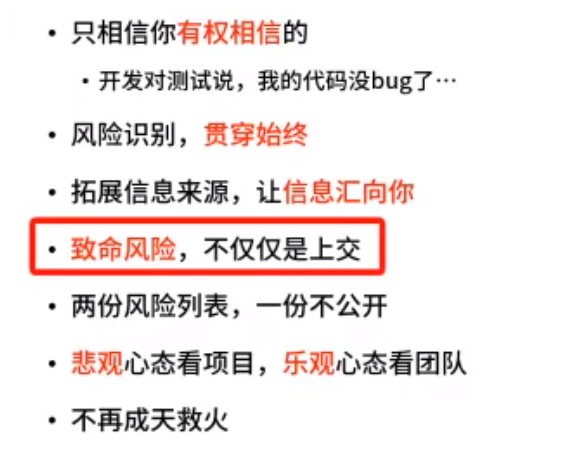 • 只相信你有权相信的
• 开发对测试说，我的代码没bug了…
• 风险识别，贯穿始终
• 拓展信息来源，让信息汇向你
• 致命风险，不仅仅是上交
• 两份风险列表，一份不公开
• 悲观心态看项目，乐观心态看团队
• 不再成天救火